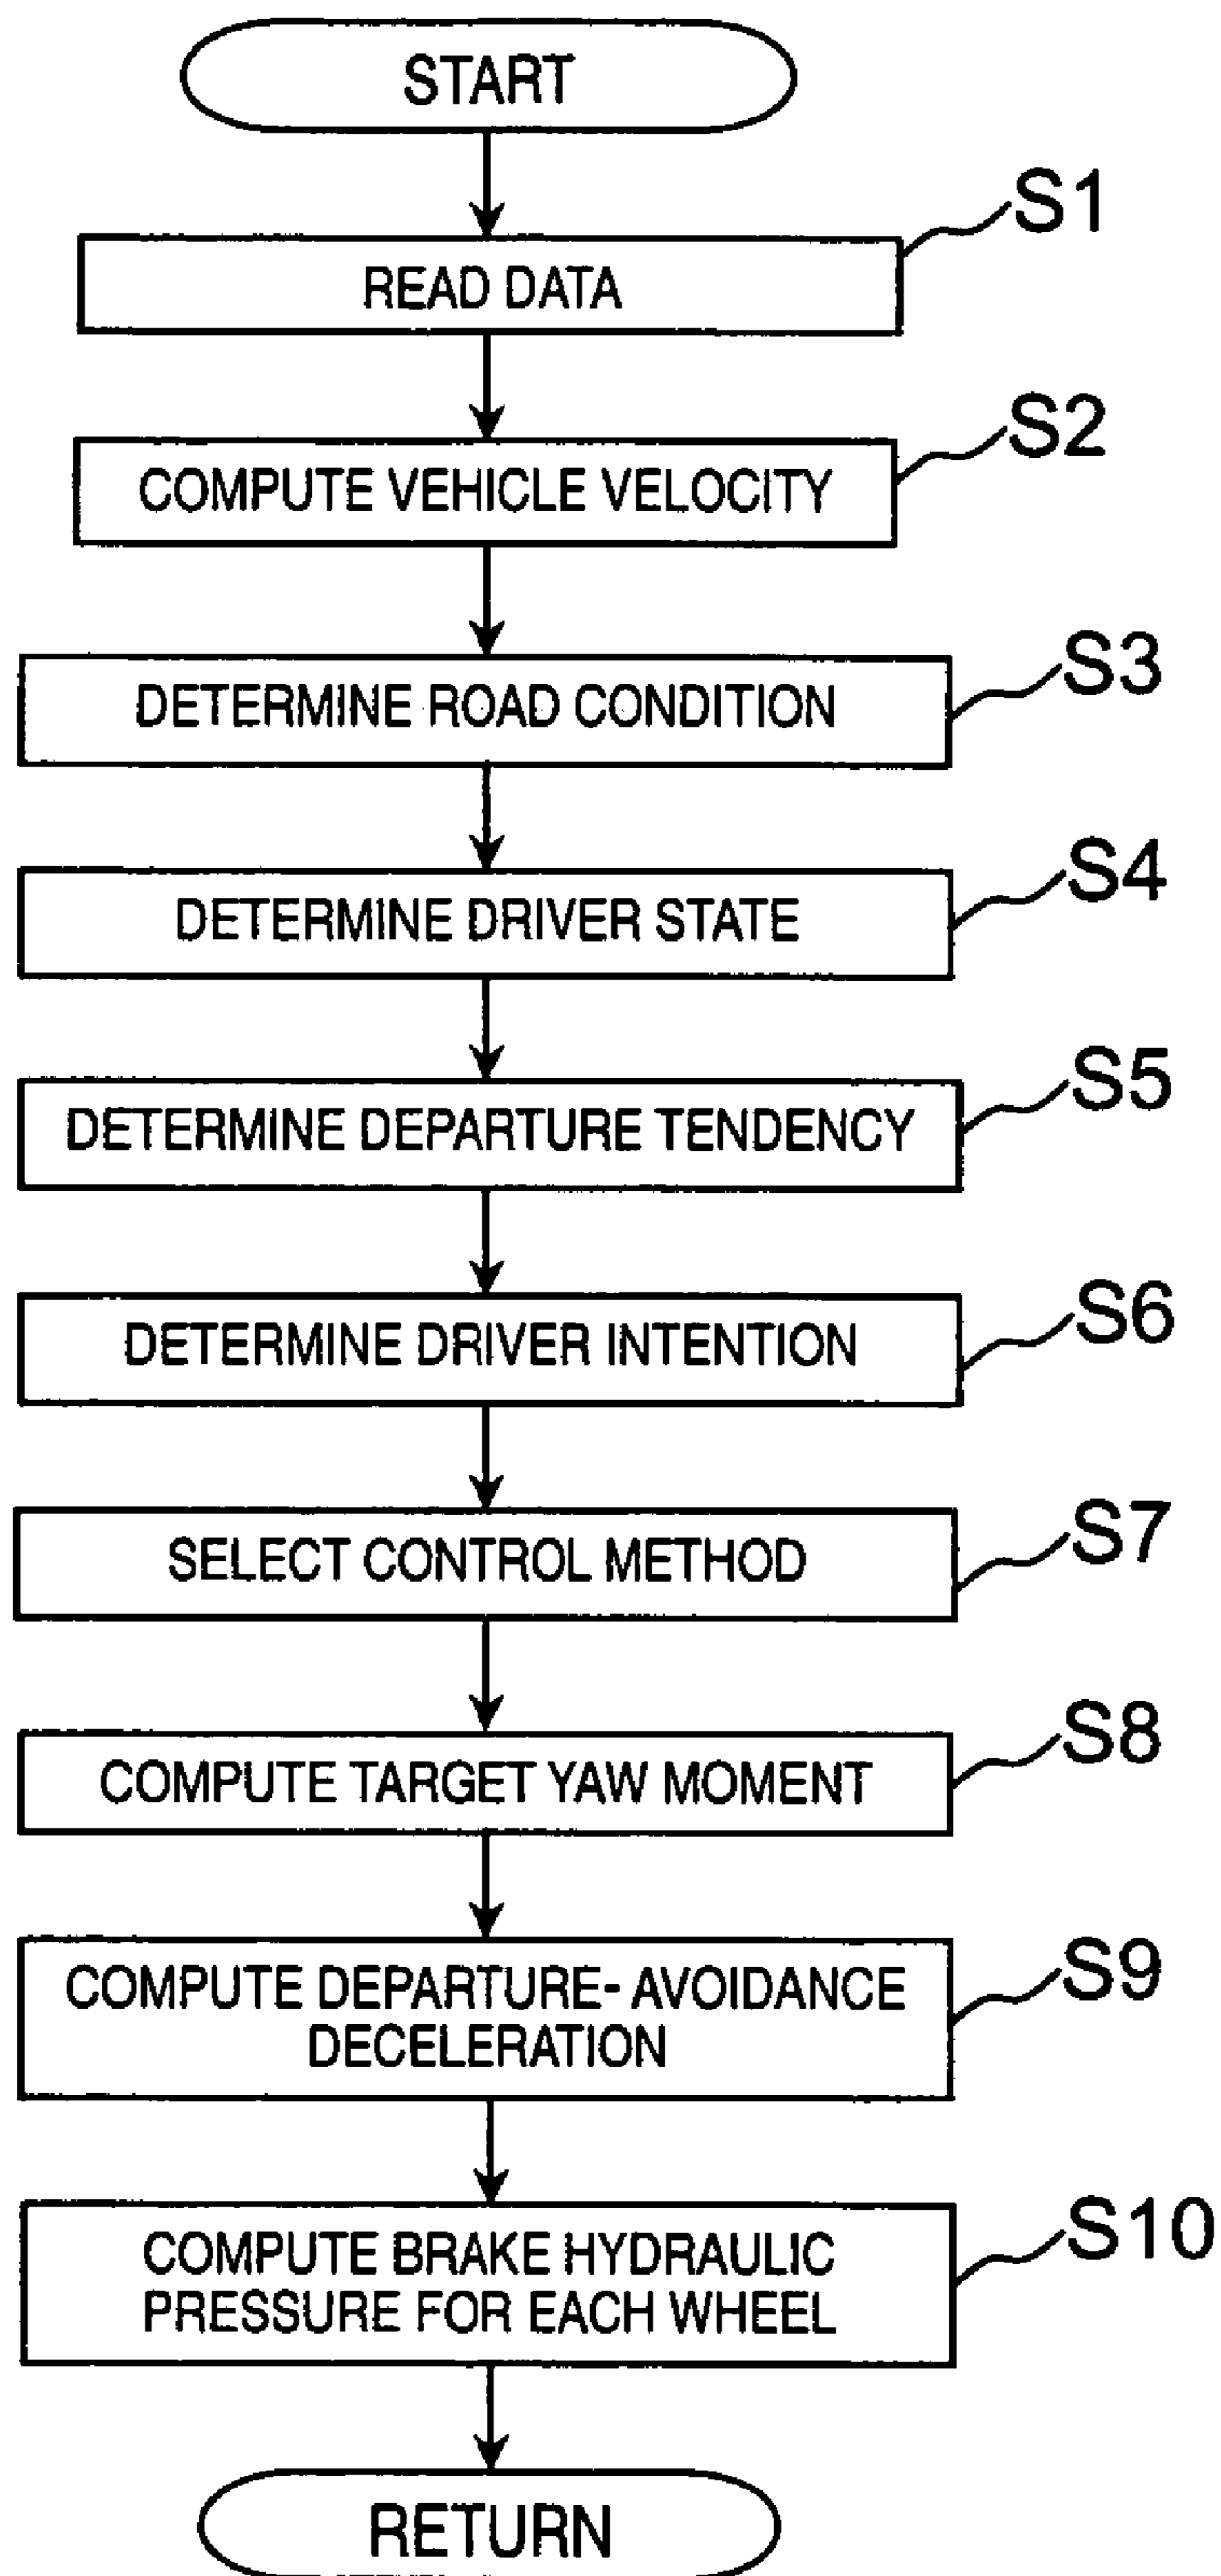 START
S1
READ DATA
S2
COMPUTE VEHICLE VELOCITY
S3
DETERMINE ROAD CONDITION
S4
DETERMINE DRIVER STATE
S5
DETERMINE DEPARTURE TENDENCY
S6
DETERMINE DRIVER INTENTION
S7
SELECT CONTROL METHOD
S8
COMPUTE TARGET YAW MOMENT
S9
COMPUTE DEPARTURE- AVOIDANCE
DECELERATION
S10
COMPUTE BRAKE HYDRAULIC
PRESSURE FOR EACH WHEEL
RETURN